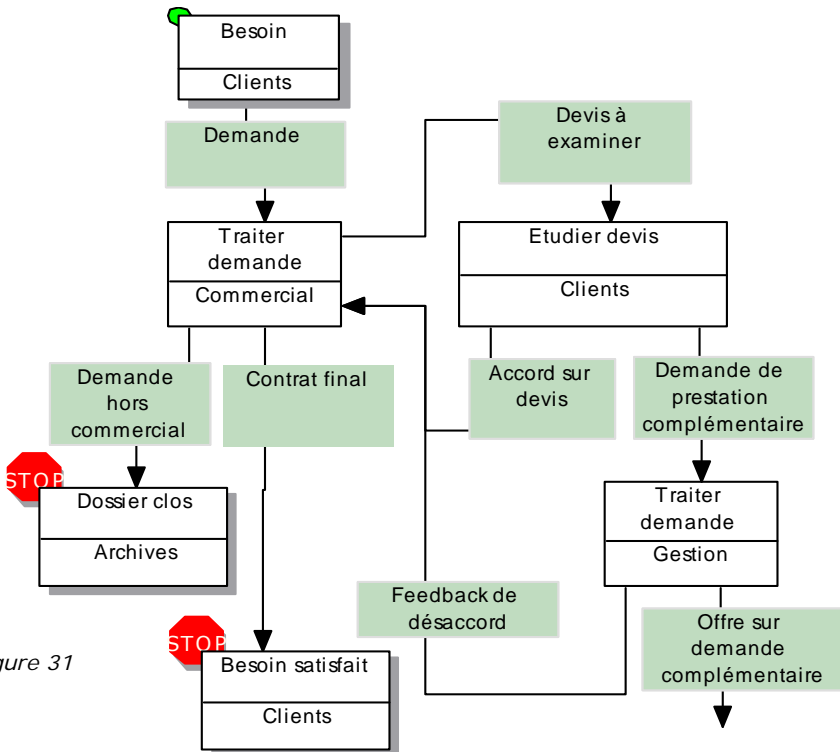 Besoin
Clients
Demande
Devis à
examiner
Traiter
demande
Commercial
Etudier devis
Clients
Demande
hors
commercial
Contrat final
Accord sur
devis
Demande de
prestation
complémentaire
STOP
Dossier clos
Archives
Traiter
demande
Gestion
Feedback de
désaccord
Offre sur
demande
complémentaire
STOP
Besoin satisfait
Clients
gure 31